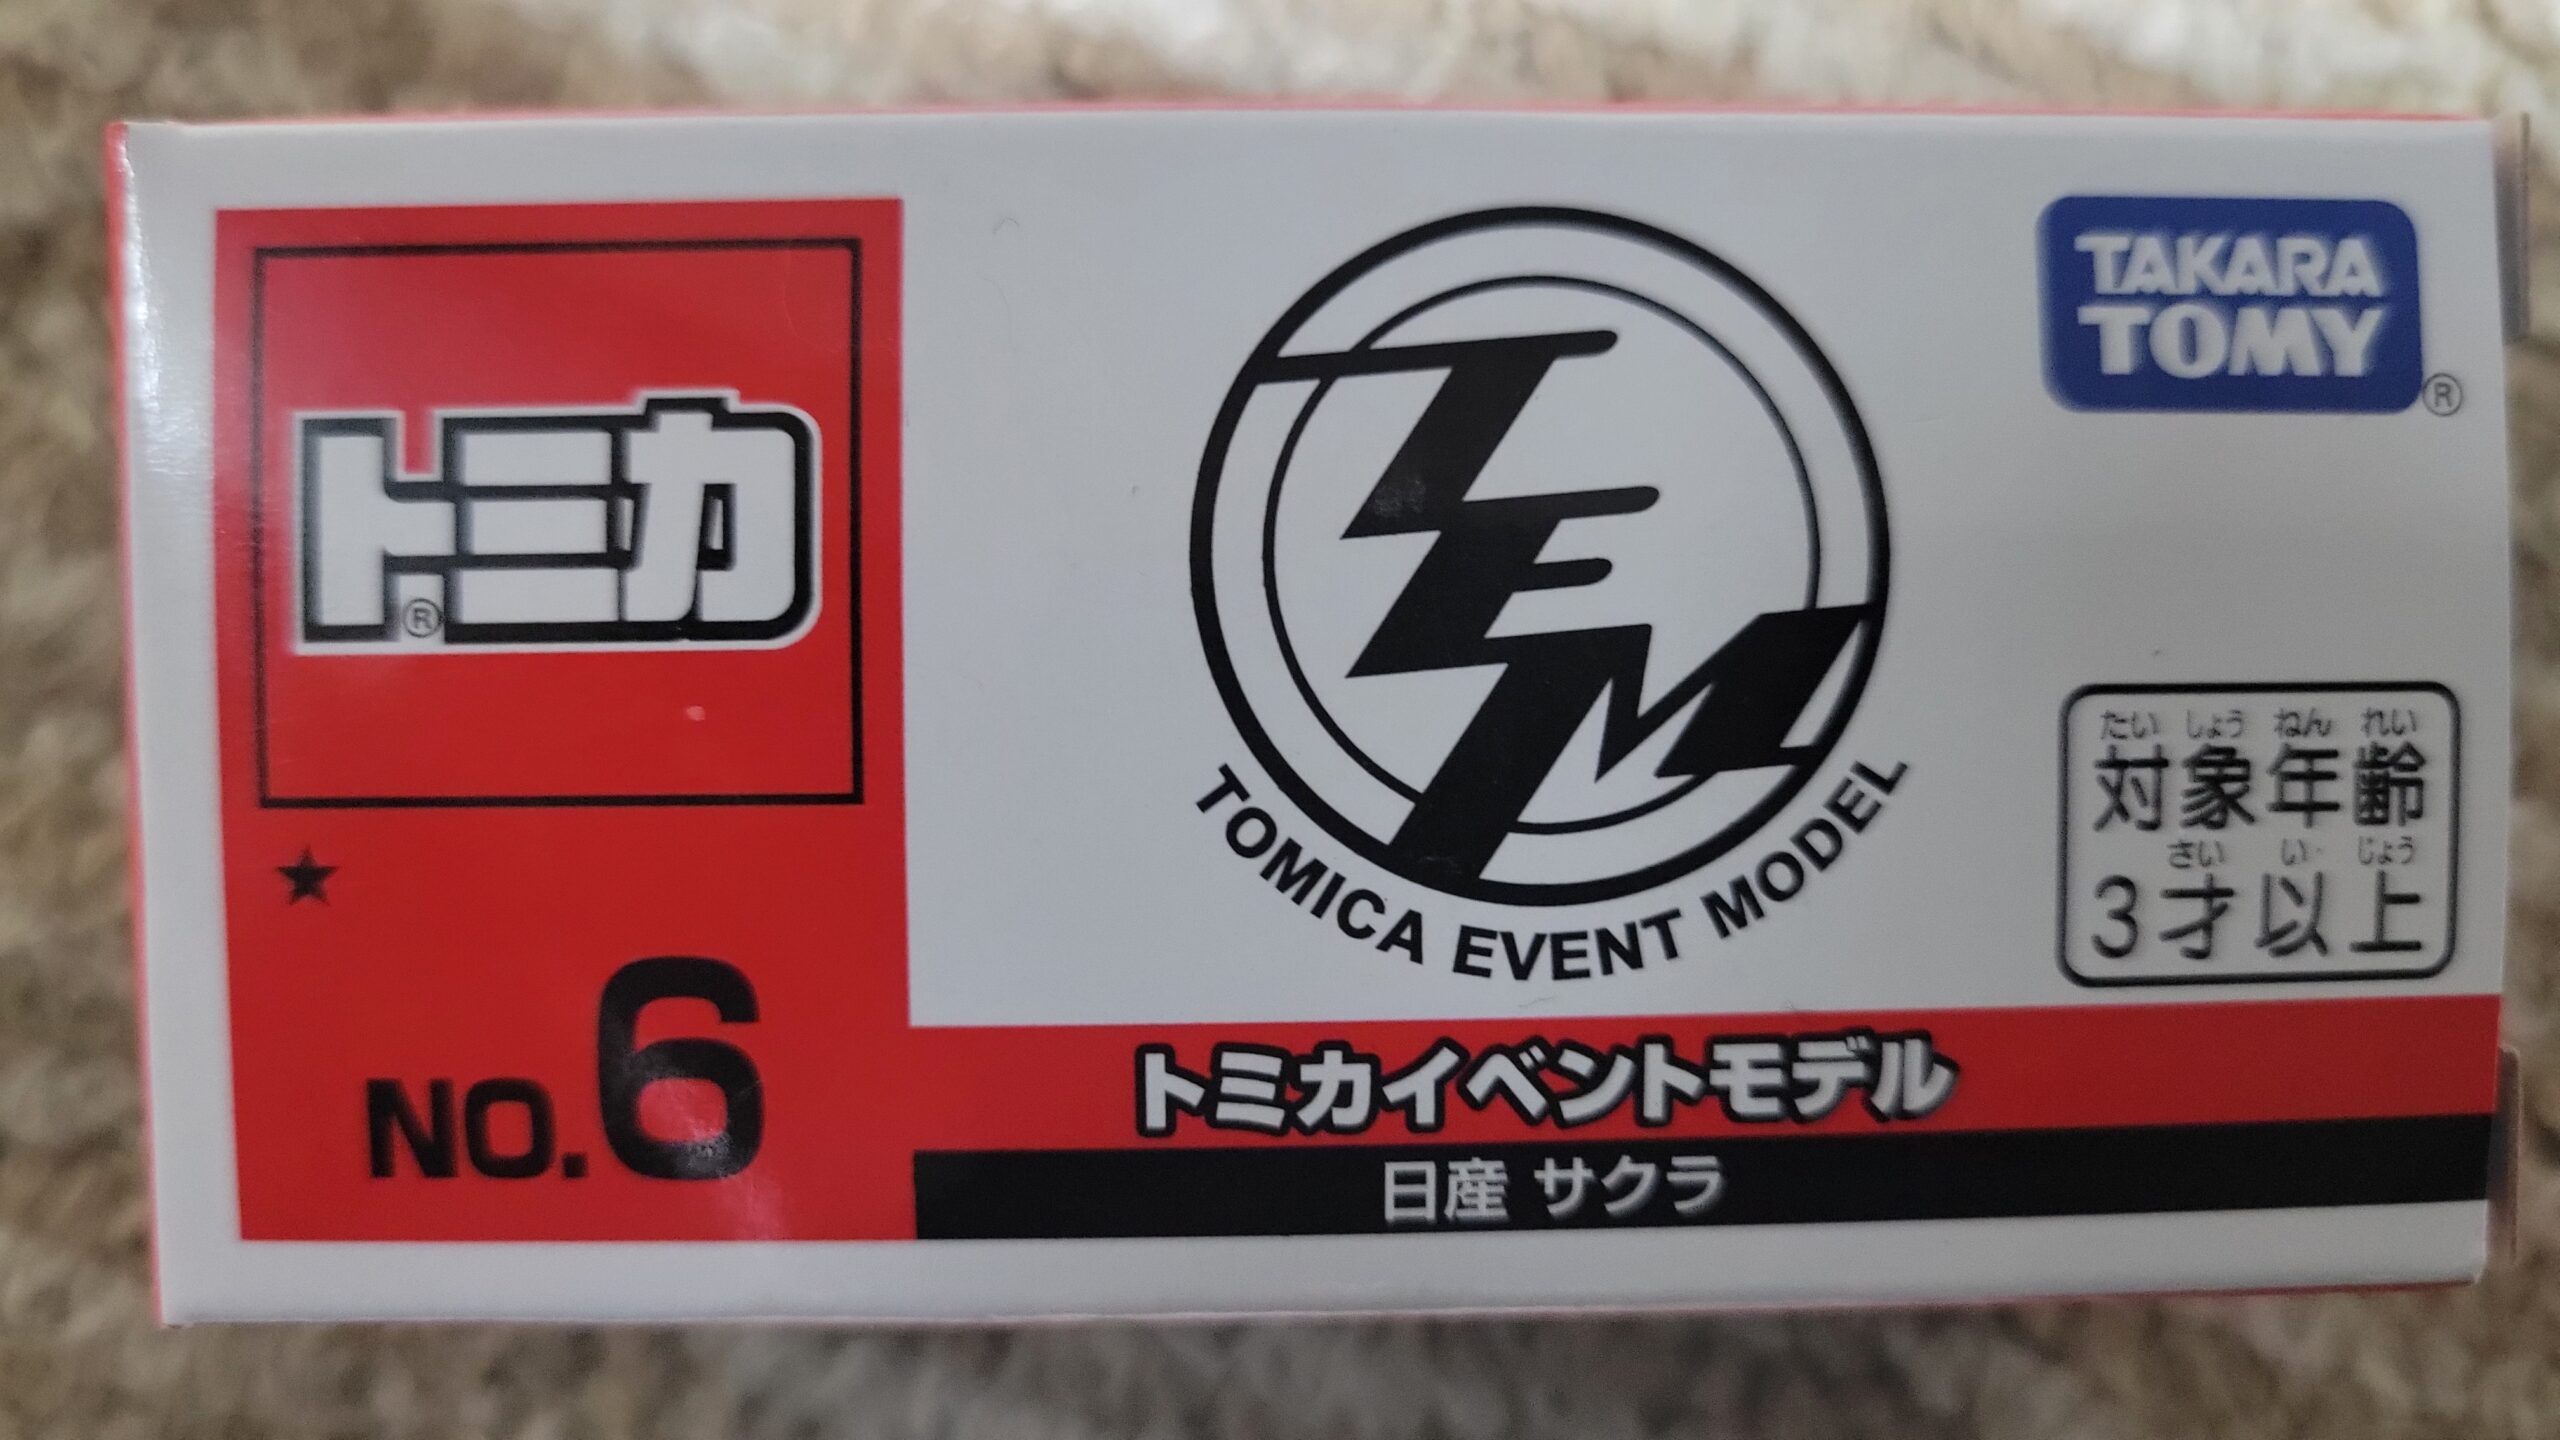 トミカ®
★
NO.6
TEM
TOMICA EVENT MODEL
TAKARA
TOMY®
たいしょうねんれい
対象年齢
さいいじょう
3才以上
トミカイベントモデル
日産 サクラ